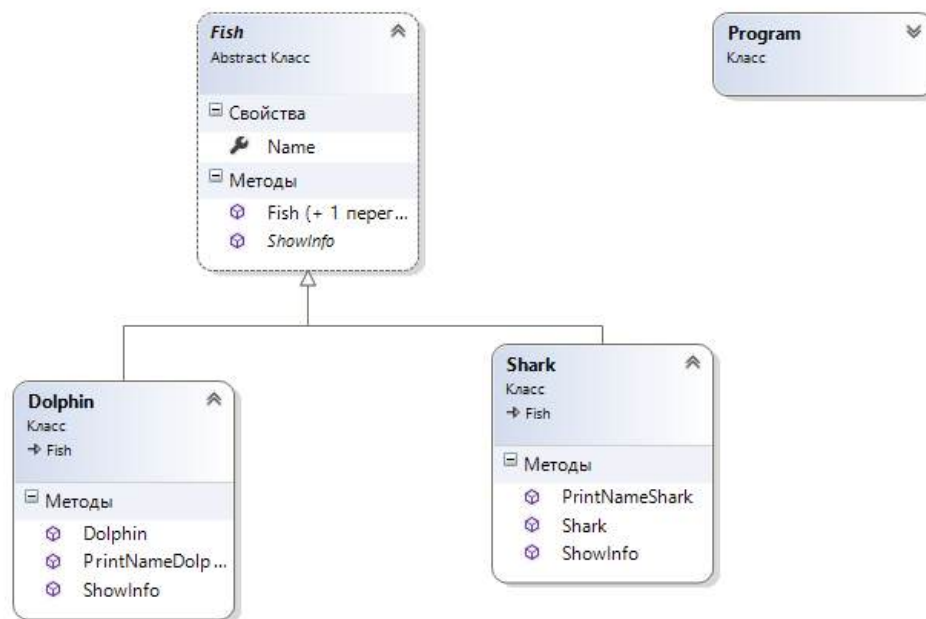 Fish
Abstract Класс
Свойства
Name
Методы
Fish (+ 1 перег...
ShowInfo
Program
Класс
Dolphin
Класс
Fish
Методы
Dolphin
PrintNameDolp ...
ShowInfo
Shark
Класс
Fish
Методы
PrintNameShark
Shark
ShowInfo